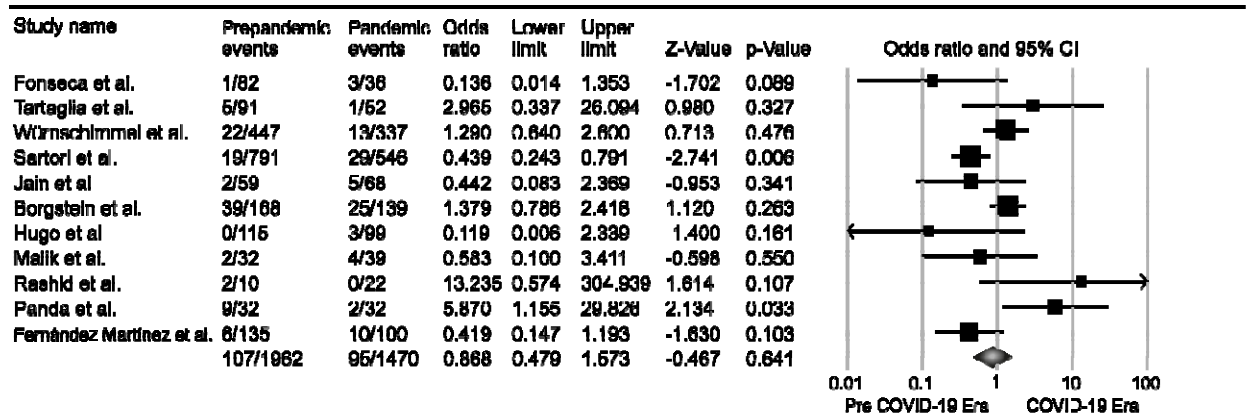 Study name Prepandemic events Pandemic events Odds ratio Lower limit Upper limit Z-Value p-Value Odds ratio and 95% CI
Fonseca et al. 1/82 3/36 0.136 0.014 1.353 -1.702 0.089
Tartaglia et al. 5/91 1/52 2.965 0.337 26.094 0.980 0.327
Würnschimmel et al. 22/447 13/337 1.290 0.640 2.600 0.713 0.476
Sartori et al. 19/791 29/546 0.439 0.243 0.791 -2.741 0.006
Jain et al 2/59 5/68 0.442 0.083 2.369 -0.953 0.341
Borgstein et al. 39/168 25/139 1.379 0.786 2.418 1.120 0.263
Hugo et al 0/115 3/99 0.119 0.006 2.339 1.400 0.161
Malik et al. 2/32 4/39 0.583 0.100 3.411 -0.598 0.550
Rashid et al. 2/10 0/22 13.235 0.574 304.939 1.614 0.107
Panda et al. 9/32 2/32 5.870 1.155 29.826 2.134 0.033
Fernández Martínez et al. 6/135 10/100 0.419 0.147 1.193 -1.630 0.103
107/1962 95/1470 0.868 0.479 1.573 -0.467 0.641
0.01 0.1 1 10 100
Pre COVID-19 Era COVID-19 Era